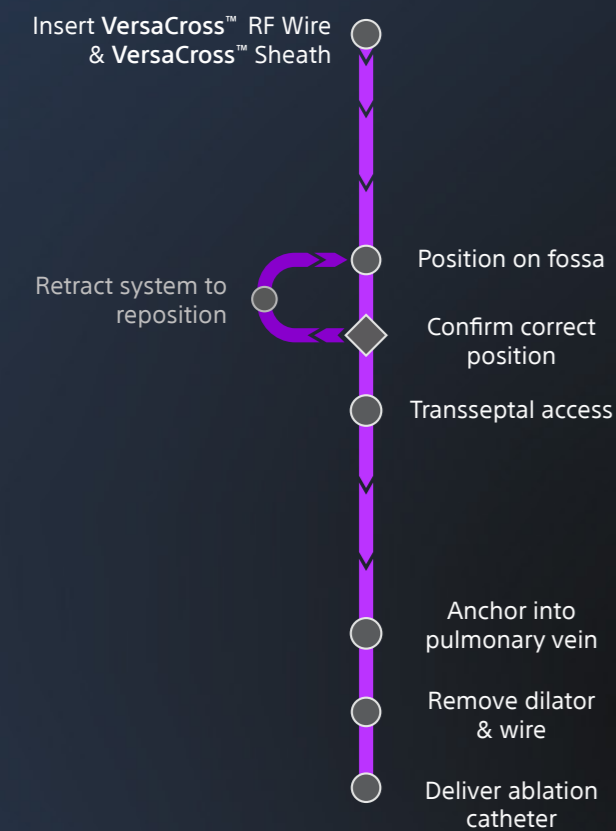 Insert VersaCross™ RF Wire
& VersaCross™ Sheath
Position on fossa
Retract system to
reposition
Confirm correct
position
Transseptal access
Anchor into
pulmonary vein
Remove dilator
& wire
Deliver ablation
catheter